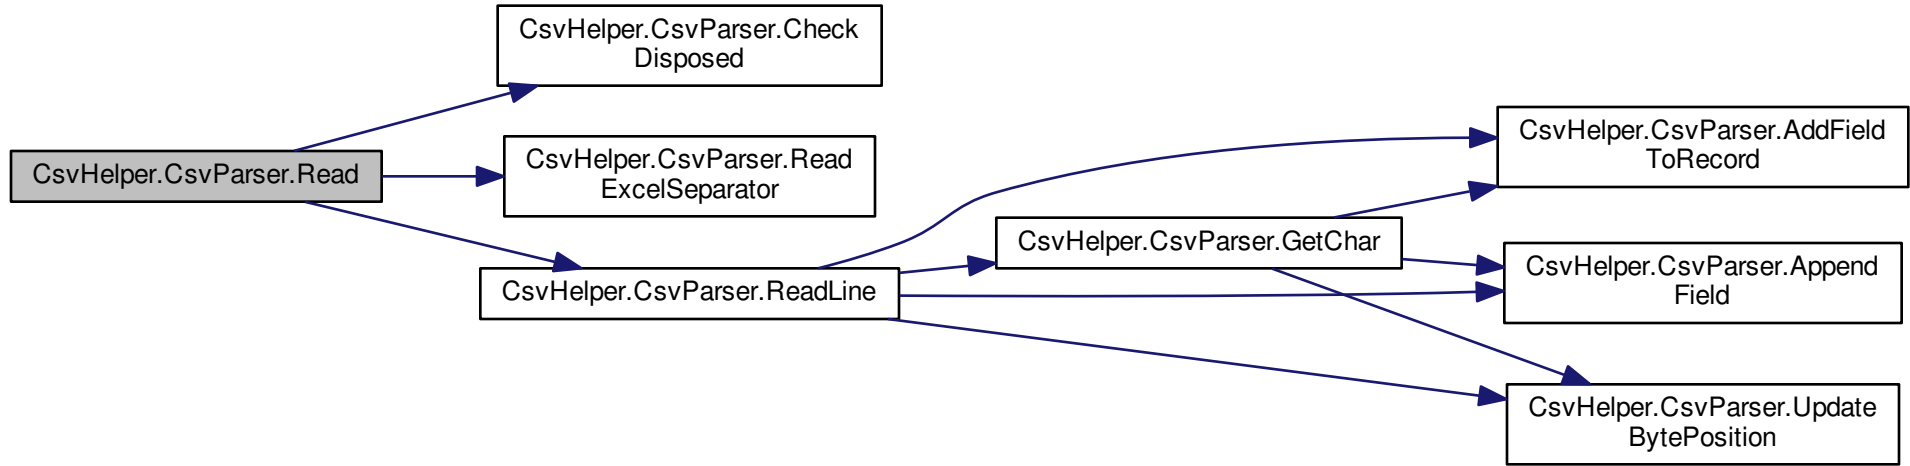 CsvHelper.CsvParser.Read
CsvHelper.CsvParser.Check
Disposed
CsvHelper.CsvParser.Read
ExcelSeparator
CsvHelper.CsvParser.ReadLine
CsvHelper.CsvParser.GetChar
CsvHelper.CsvParser.AddField
ToRecord
CsvHelper.CsvParser.Append
Field
CsvHelper.CsvParser.Update
BytePosition